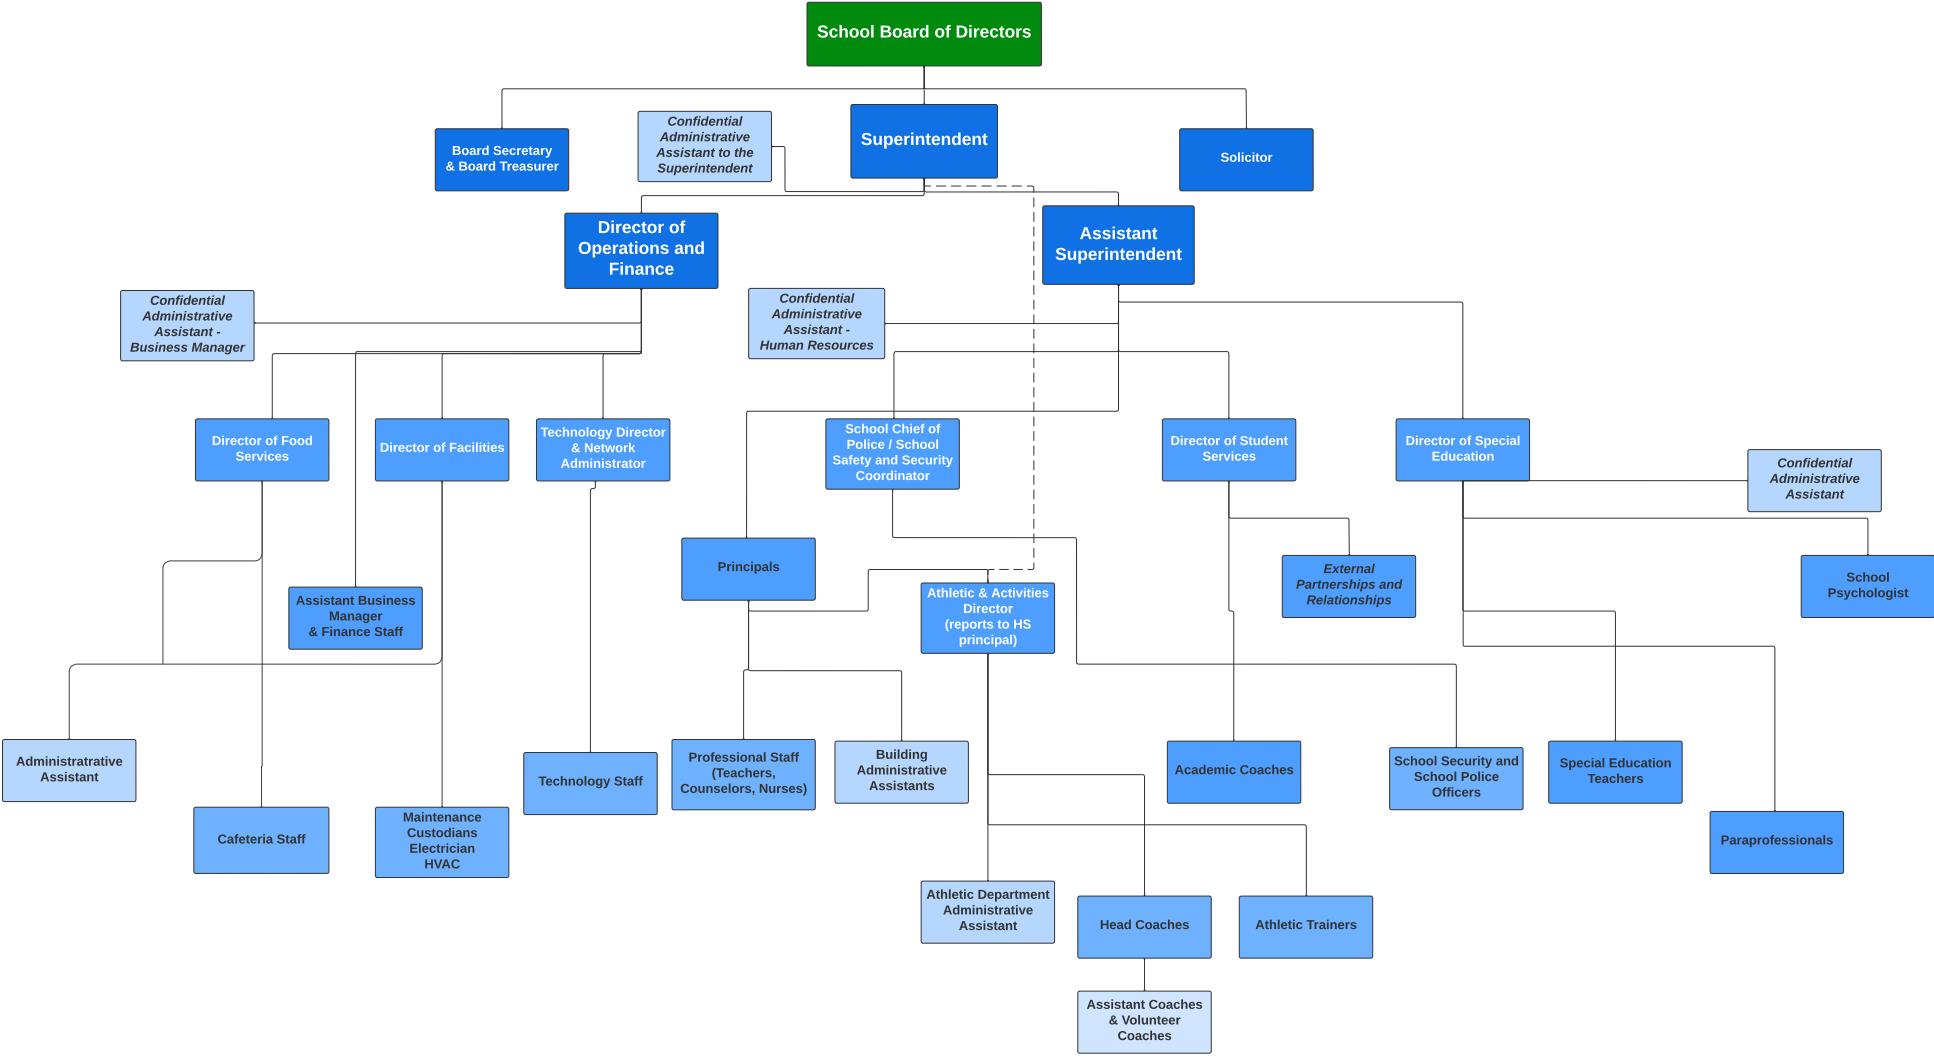 School Board of Directors
Confidential
Administrative
Assistant to the
Superintendent
Superintendent
Board Secretary
& Board Treasurer
Solicitor
Director of
Operations and
Finance
Assistant
Superintendent
Confidential
Administrative
Assistant -
Business Manager
Confidential
Administrative
Assistant -
Human Resources
Director of Food
Services
Director of Facilities
Technology Director
& Network
Administrator
School Chief of
Police / School
Safety and Security
Coordinator
Director of Student
Services
Director of Special
Education
Confidential
Administrative
Assistant
Principals
External
Partnerships and
Relationships
School
Psychologist
Assistant Business
Manager
& Finance Staff
Athletic & Activities
Director
(reports to HS
principal)
Administratrative
Assistant
Technology Staff
Professional Staff
(Teachers,
Counselors, Nurses)
Building
Administrative
Assistants
Academic Coaches
School Security and
School Police
Officers
Special Education
Teachers
Cafeteria Staff
Maintenance
Custodians
Electrician
HVAC
Paraprofessionals
Athletic Department
Administrative
Assistant
Head Coaches
Athletic Trainers
Assistant Coaches
& Volunteer
Coaches